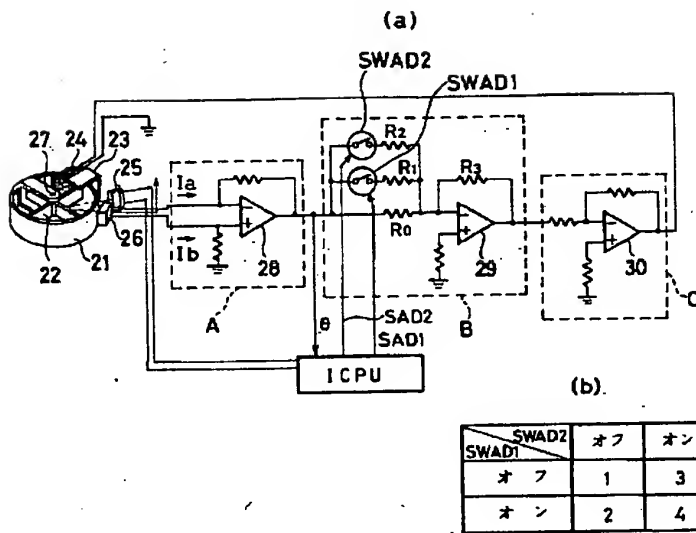 (a)
SWAD2
SWAD1
27
24
23
25
26
22
21
Ia
Ib
28
A
R2
R1
R0
R3
29
B
30
C
θ
SAD2
SAD1
ICPU
(b)
SWAD2
SWAD1
オフ
オン
オフ
1
3
オン
2
4